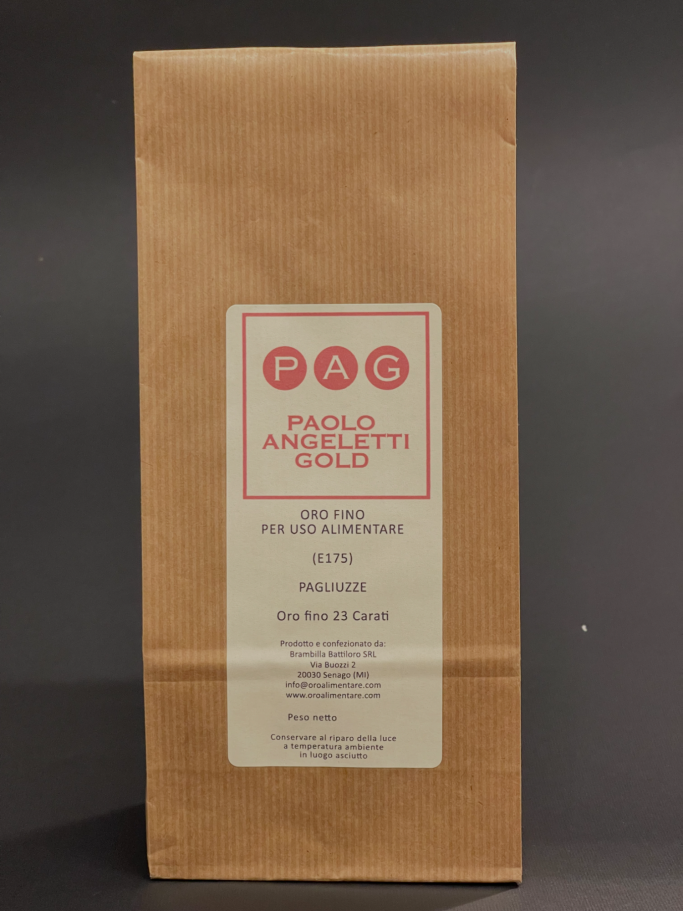 PAG
PAOLO
ANGELETTI
GOLD
ORO FINO
PER USO ALIMENTARE
(E175)
PAGLIUZZE
Oro fino 23 Carati
Prodotto e confezionato da:
Brambilla Battiloro SRL
Via Buozzi 2
20030 Senago (MI)
info@oroalimentare.com
www.oroalimentare.com
Peso netto
Conservare al riparo della luce
a temperatura ambiente
in luogo asciutto